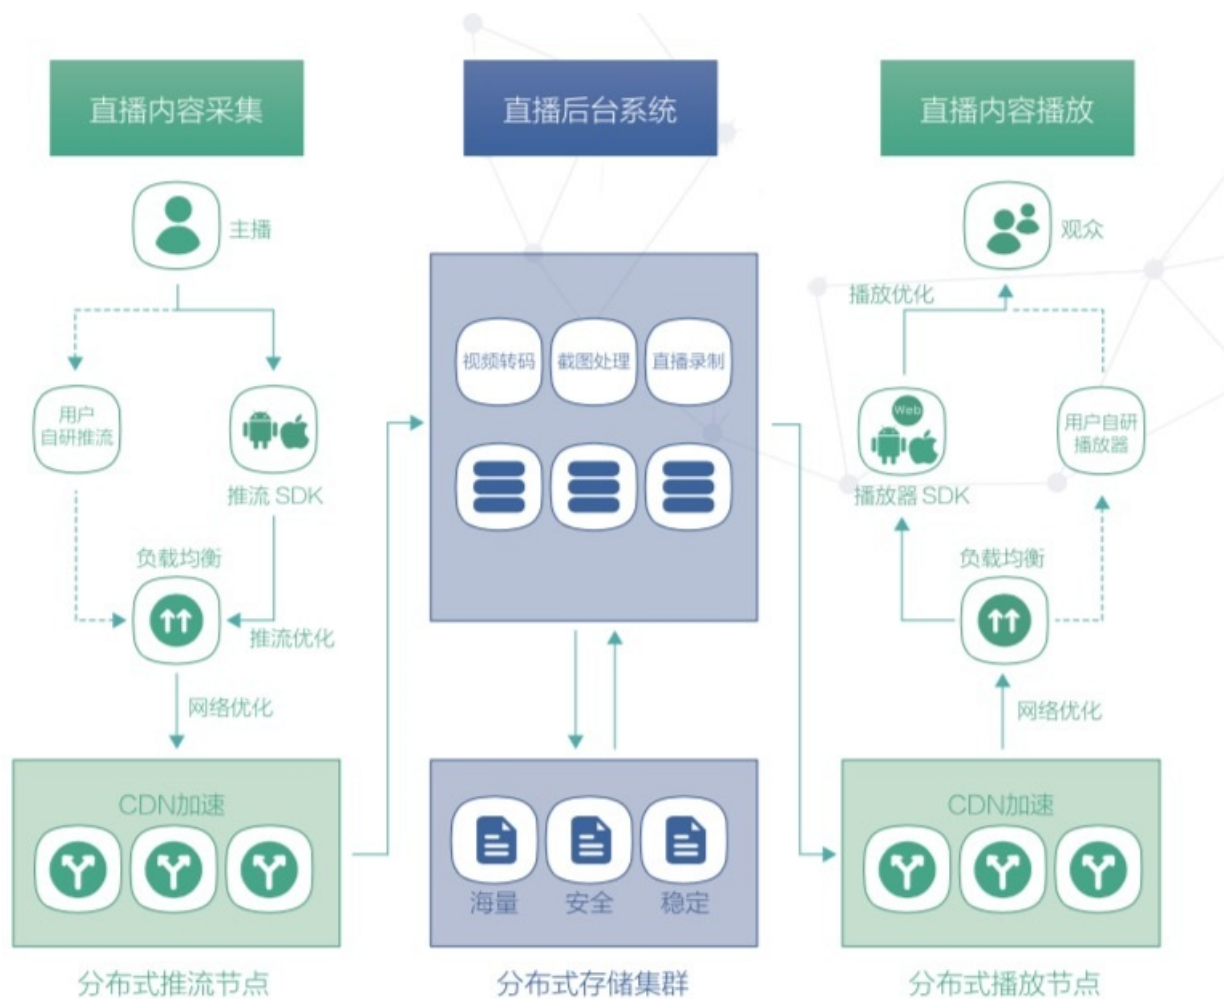 直播内容采集
直播后台系统
直播内容播放
主播
观众
播放优化
视频转码
截图处理
直播录制
用户
自研推流
推流 SDK
Web
播放器 SDK
用户自研
播放器
负载均衡
推流优化
负载均衡
网络优化
网络优化
CDN加速
海量
安全
稳定
CDN加速
分布式推流节点
分布式存储集群
分布式播放节点